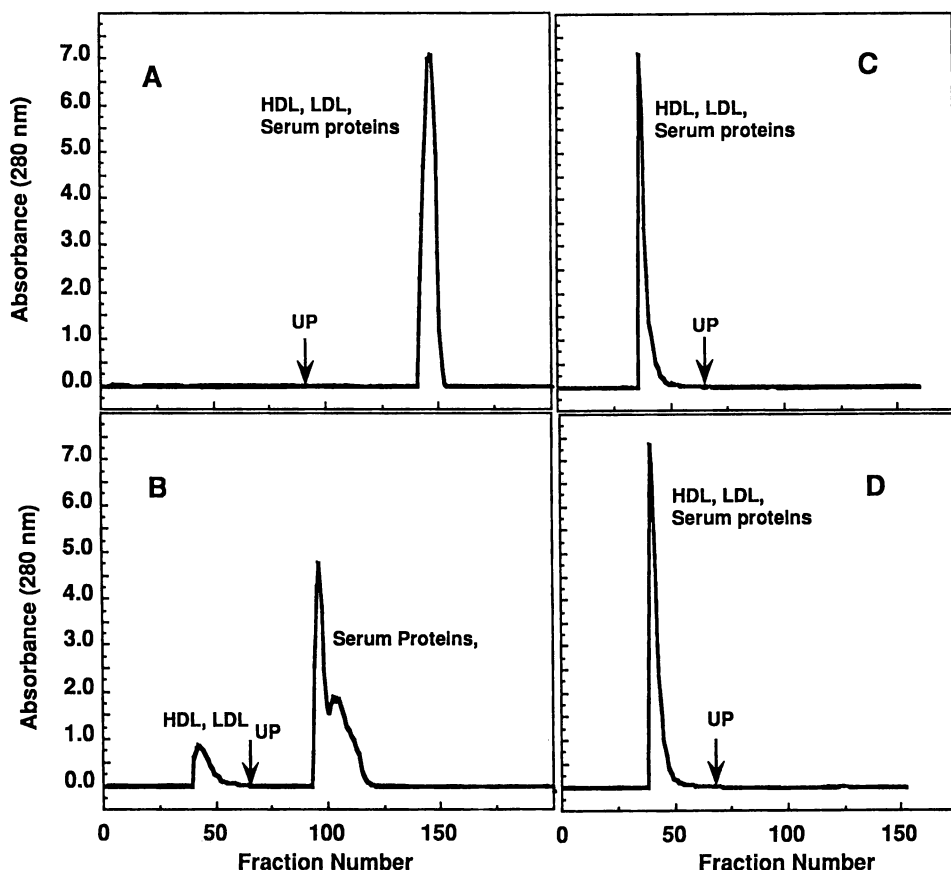 A
C
7.0
6.0
5.0
4.0
3.0
2.0
1.0
0.0
Absorbance (280 nm)
HDL, LDL,
Serum proteins
UP
HDL, LDL,
Serum proteins
UP
B
D
7.0
6.0
5.0
4.0
3.0
2.0
1.0
0.0
Absorbance (280 nm)
HDL, LDL
UP
Serum Proteins,
HDL, LDL,
Serum proteins
UP
0 50 100 150
Fraction Number
0 50 100 150
Fraction Number